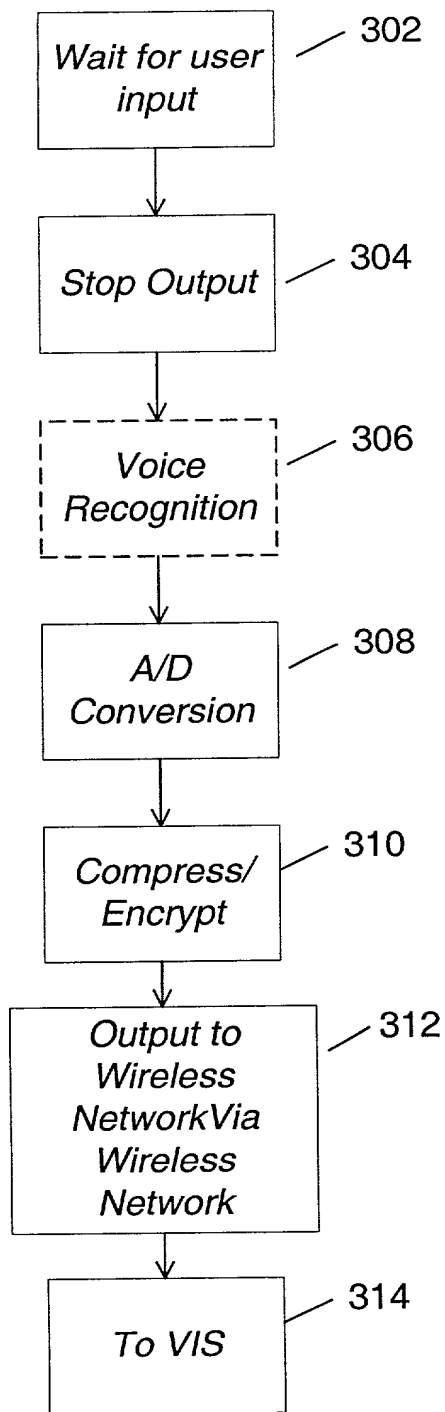 302
Wait for user
input
304
Stop Output
306
Voice
Recognition
308
A/D
Conversion
310
Compress/
Encrypt
312
Output to
Wireless
NetworkVia
Wireless
Network
314
To VIS